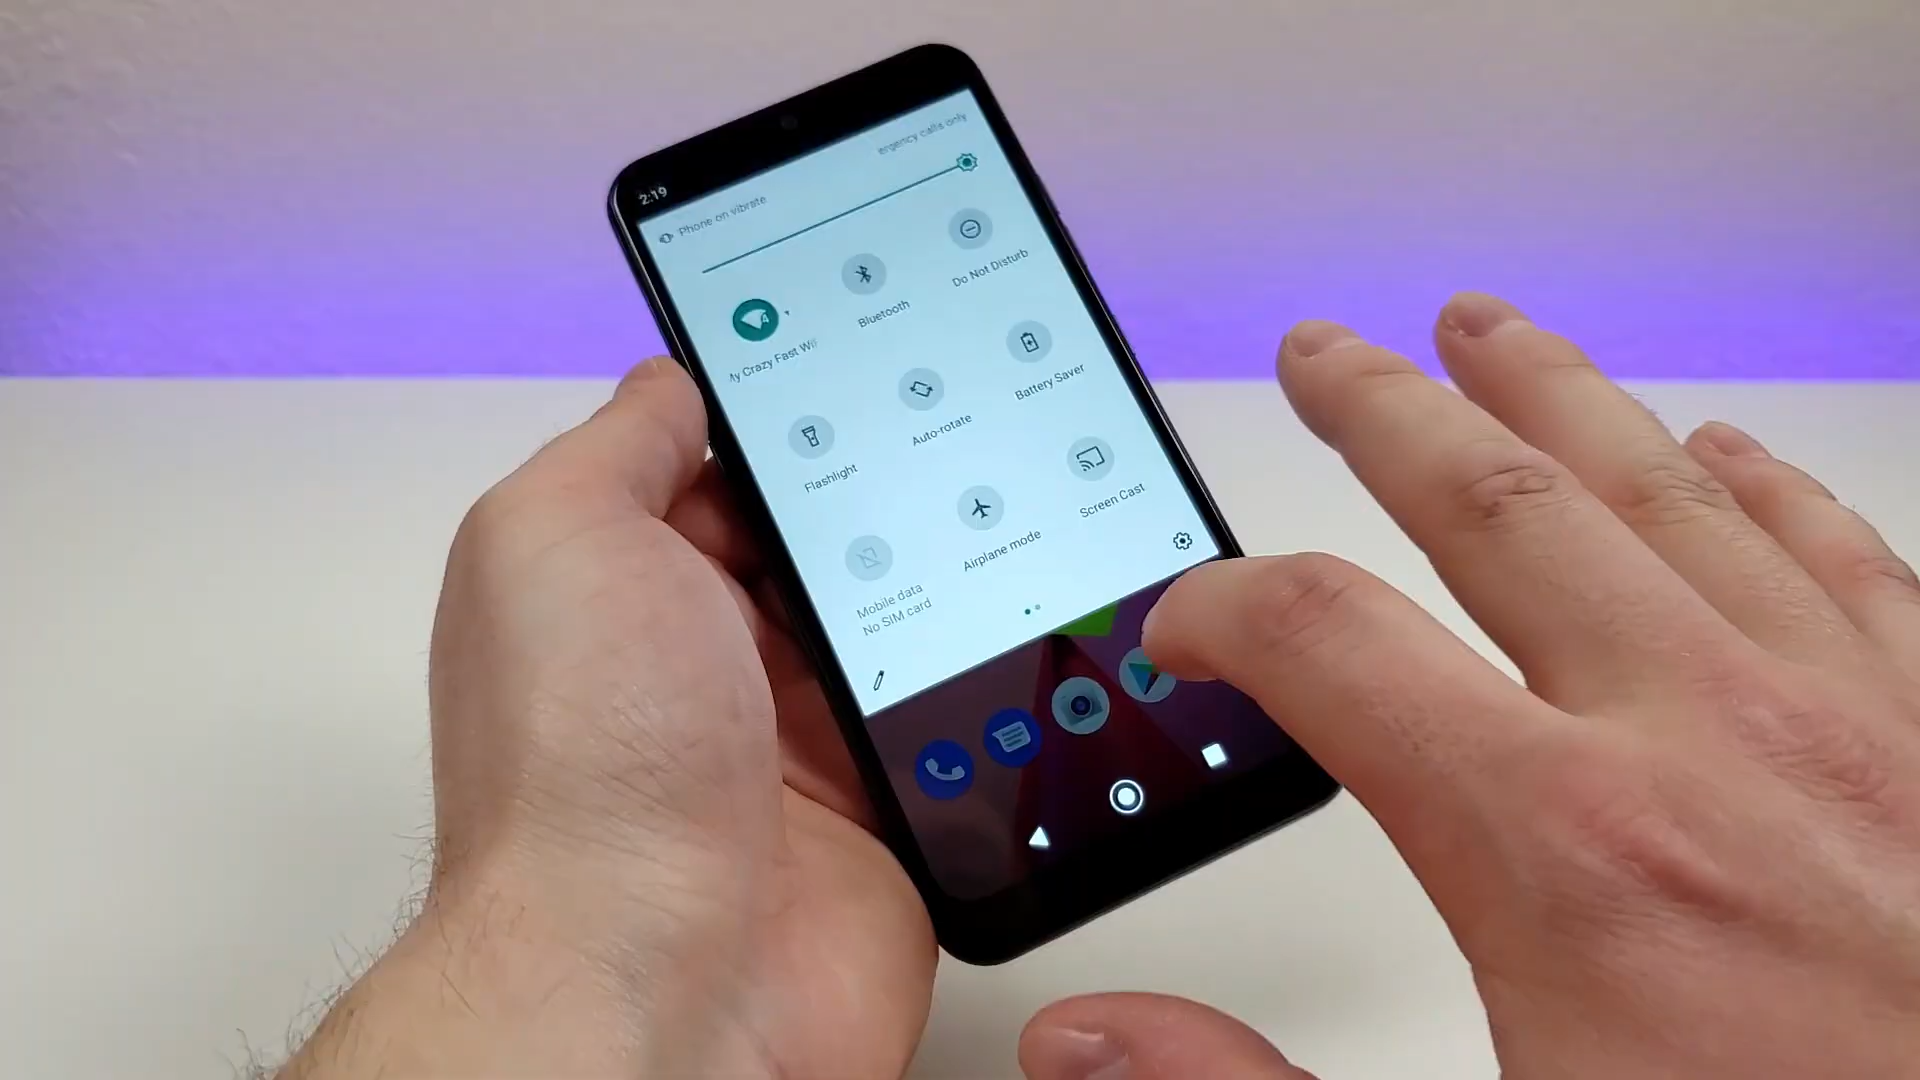 2:19
Phone on vibrate
ergency calls only
My Crazy Fast Wi
Bluetooth
Do Not Disturb
Flashlight
Auto-rotate
Battery Saver
Mobile data
No SIM card
Airplane mode
Screen Cast